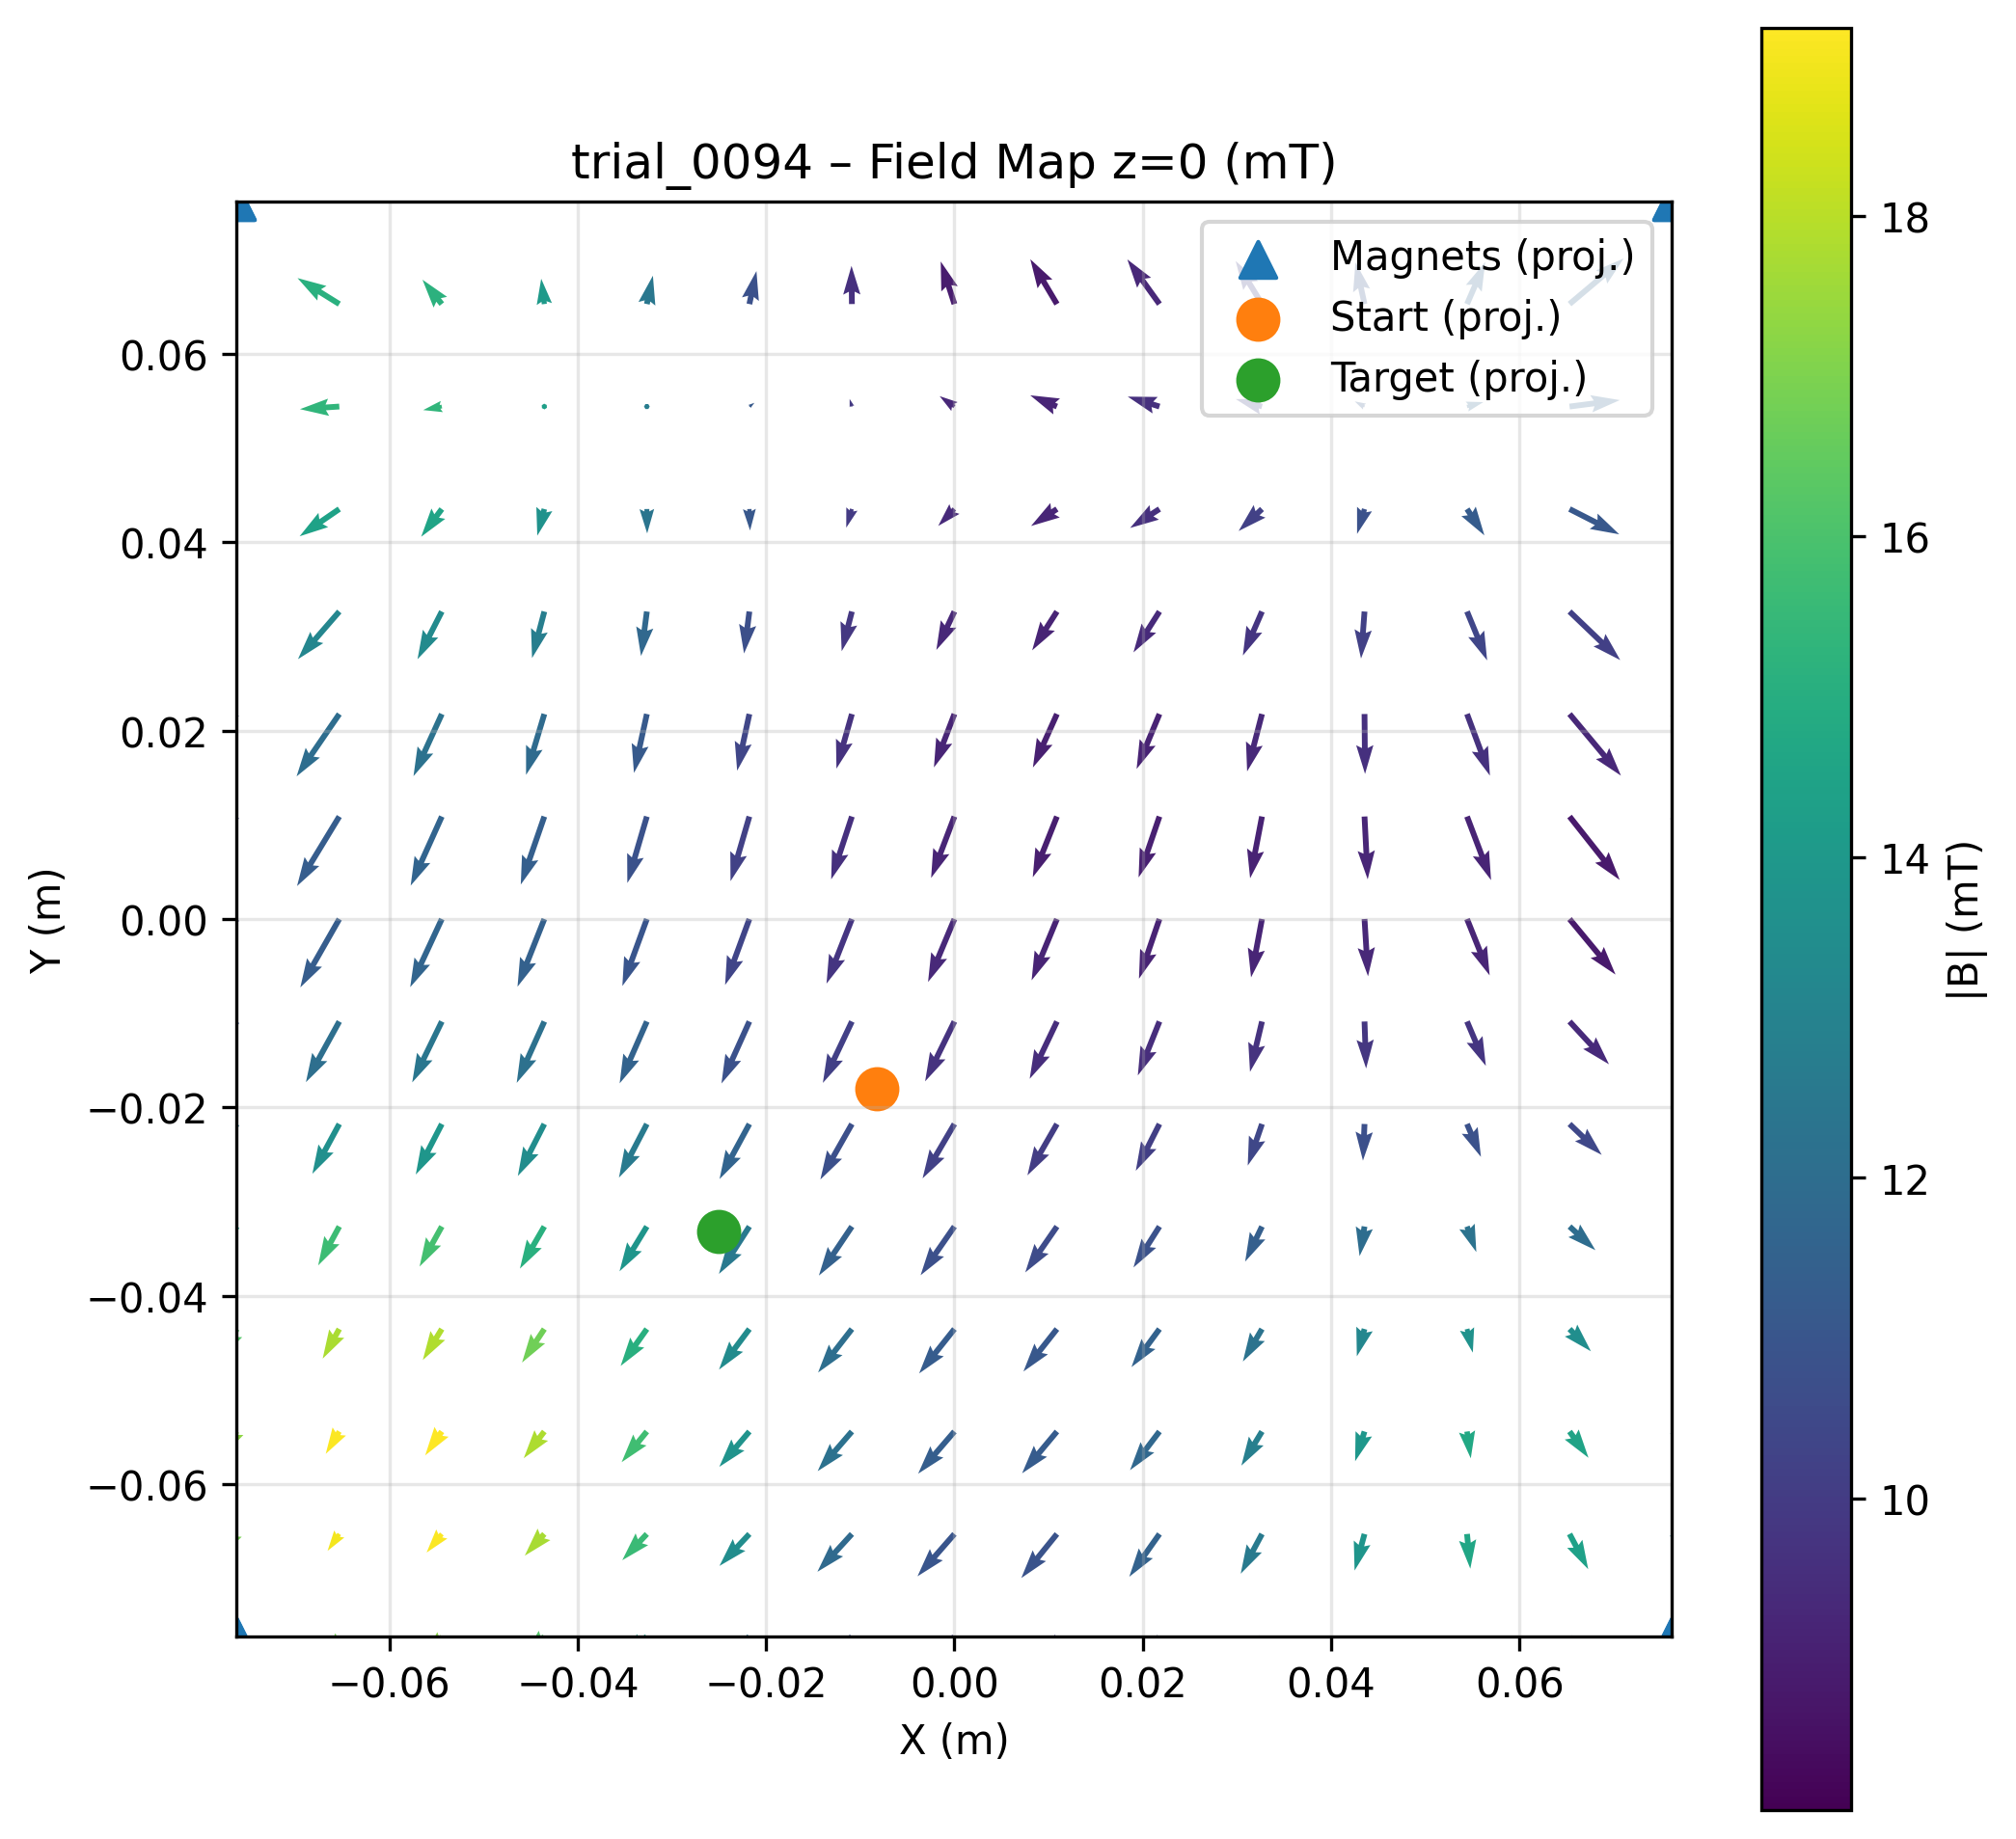 trial_0094 – Field Map z=0 (mT)
Magnets (proj.)
Start (proj.)
Target (proj.)
0.06
0.04
0.02
0.00
−0.02
−0.04
−0.06
Y (m)
−0.06 −0.04 −0.02 0.00 0.02 0.04 0.06
X (m)
18
16
14
12
10
|B| (mT)